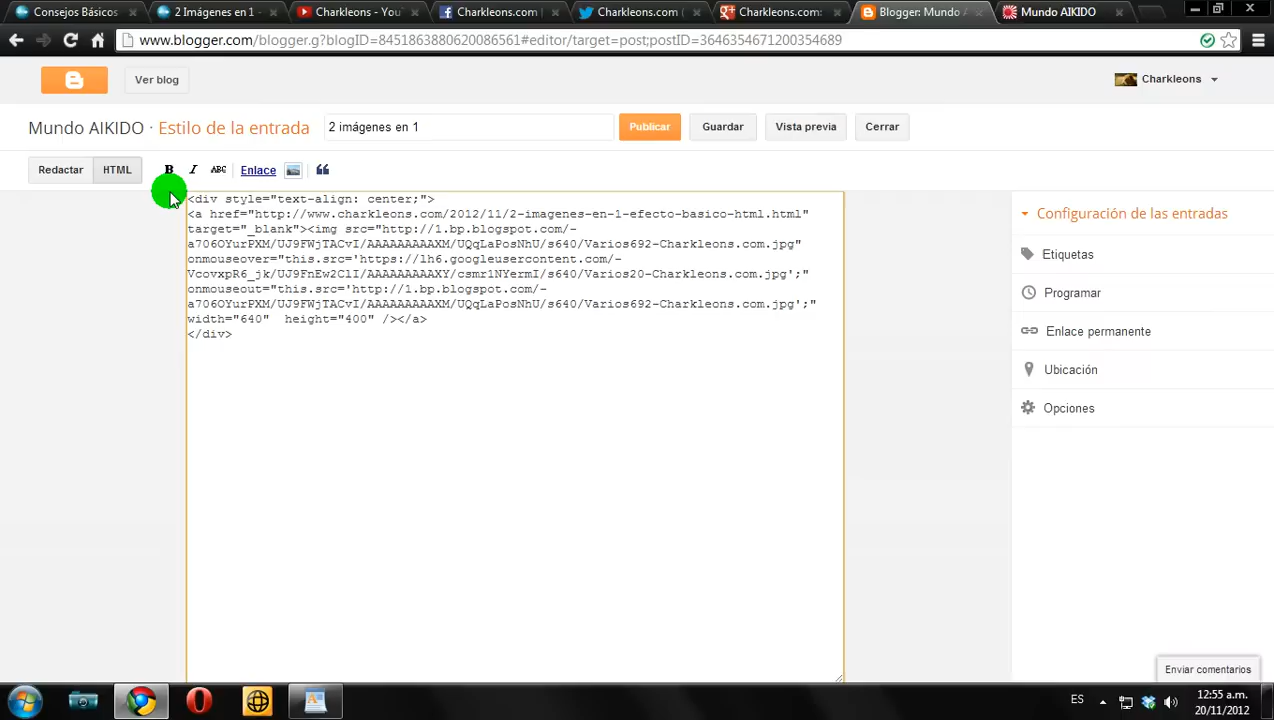 Consejos Básicos
2 Imágenes en 1 -
Charkleons - You
Charkleons.com
Charkleons.com (
Charkleons.com:
Blogger: Mundo A
Mundo AIKIDO
www.blogger.com/blogger.g?blogID=8451863880620086561#editor/target=post;postID=3646354671200354689
Ver blog
Charkleons
Mundo AIKIDO · Estilo de la entrada
2 imágenes en 1
Publicar
Guardar
Vista previa
Cerrar
Redactar
HTML
B
I
ABC
Enlace
<div style="text-align: center;">
<a href="http://www.charkleons.com/2012/11/2-imagenes-en-1-efecto-basico-html.html"
target="_blank"><img src="http://1.bp.blogspot.com/-
a706OYurPXM/UJ9FWjTACvI/AAAAAAAAAXM/UQqLaPosNhU/s640/Varios692-Charkleons.com.jpg"
onmouseover="this.src='https://lh6.googleusercontent.com/-
VcovxpR6_jk/UJ9FnEw2ClI/AAAAAAAAAXY/csmr1NYermI/s640/Varios20-Charkleons.com.jpg';"
onmouseout="this.src='http://1.bp.blogspot.com/-
a706OYurPXM/UJ9FWjTACvI/AAAAAAAAAXM/UQqLaPosNhU/s640/Varios692-Charkleons.com.jpg';"
width="640"  height="400" /></a>
</div>
Configuración de las entradas
Etiquetas
Programar
Enlace permanente
Ubicación
Opciones
Enviar comentarios
ES
12:55 a.m.
20/11/2012